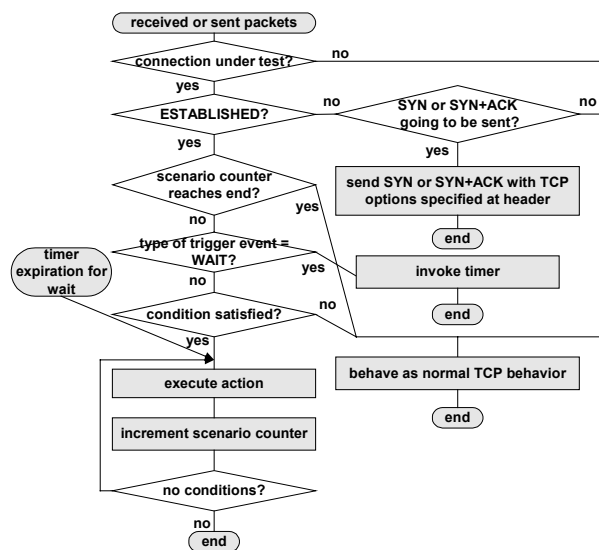 received or sent packets
connection under test?
no
yes
ESTABLISHED?
no
SYN or SYN+ACK
going to be sent?
no
yes
yes
scenario counter
reaches end?
yes
send SYN or SYN+ACK with TCP
options specified at header
no
end
type of trigger event =
WAIT?
yes
timer
expiration for
wait
invoke timer
no
end
condition satisfied?
no
yes
behave as normal TCP behavior
execute action
end
increment scenario counter
no conditions?
no
end